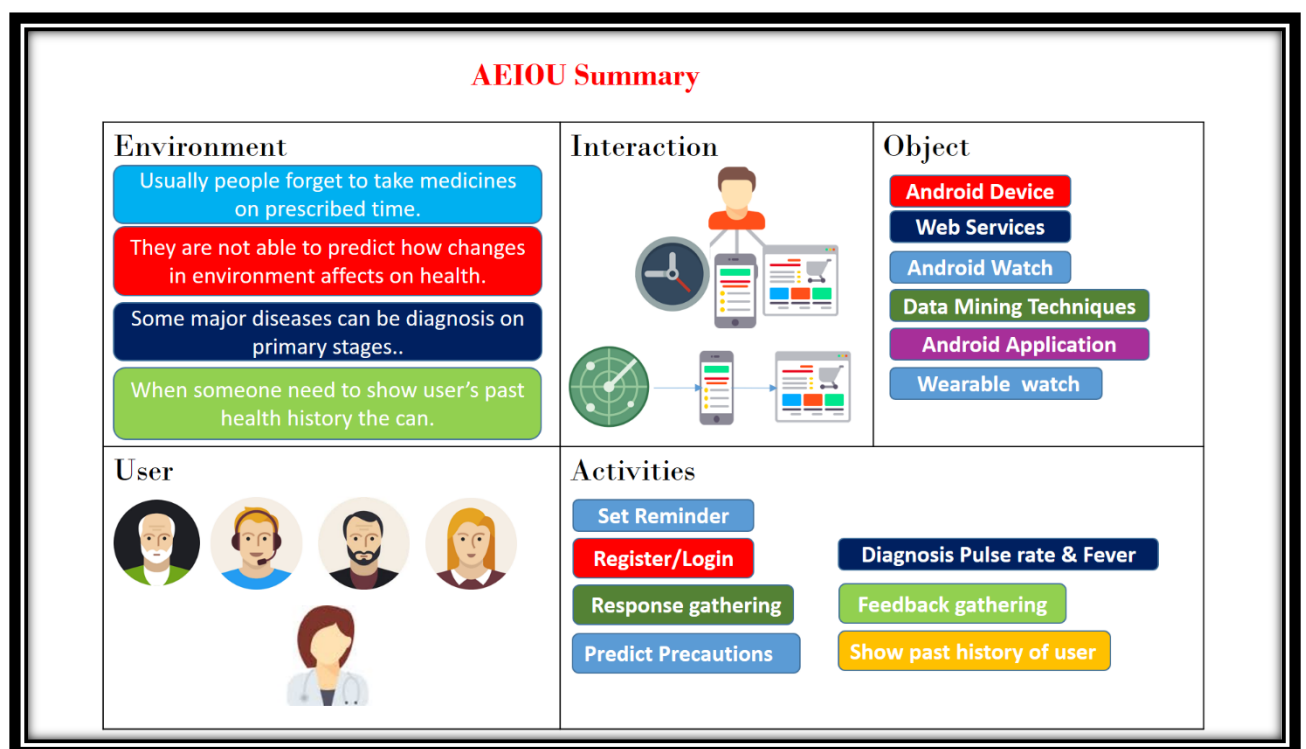 AEIOU Summary
Environment
Usually people forget to take medicines
on prescribed time.
They are not able to predict how changes
in environment affects on health.
Some major diseases can be diagnosis on
primary stages..
When someone need to show user's past
health history the can.
Interaction
Object
Android Device
Web Services
Android Watch
Data Mining Techniques
Android Application
Wearable watch
User
Activities
Set Reminder
Register/Login
Response gathering
Predict Precautions
Diagnosis Pulse rate & Fever
Feedback gathering
Show past history of user